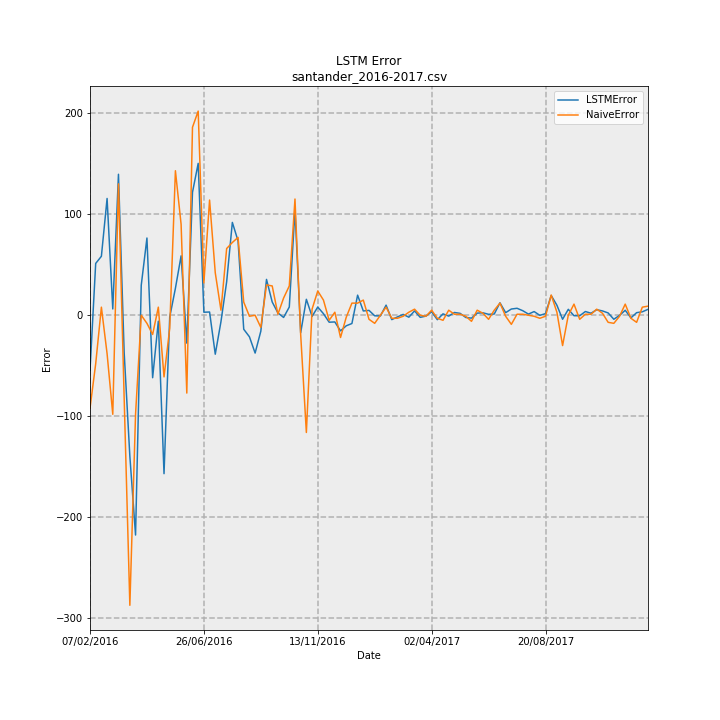 LSTM Error
santander_2016-2017.csv
LSTMError
NaiveError
200
100
0
−100
−200
−300
Error
07/02/2016
26/06/2016
13/11/2016
02/04/2017
20/08/2017
Date